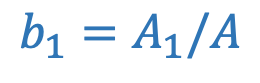 b₁ = A₁/A